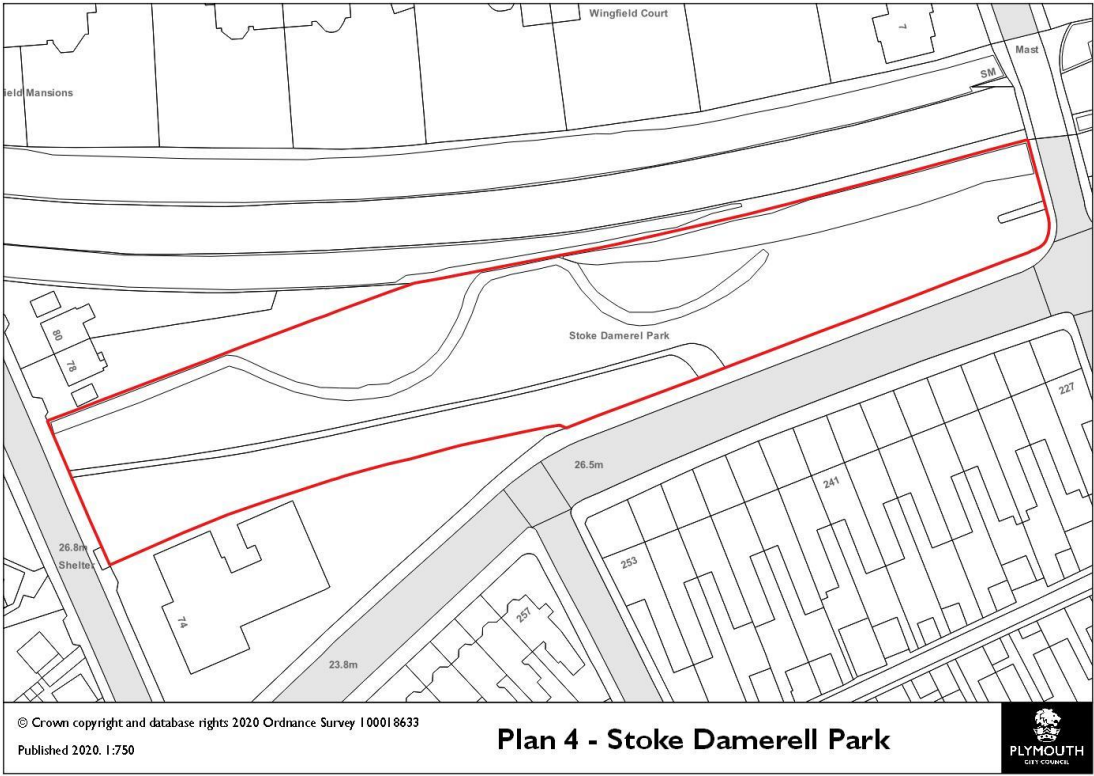 Wingfield Court
7
Mast
SM
ield Mansions
80
78
Stoke Damerel Park
227
26.5m
241
26.8m
Shelter
253
74
257
23.8m
© Crown copyright and database rights 2020 Ordnance Survey 100018633
Published 2020. 1:750
Plan 4 - Stoke Damerell Park
PLYMOUTH
CITY COUNCIL